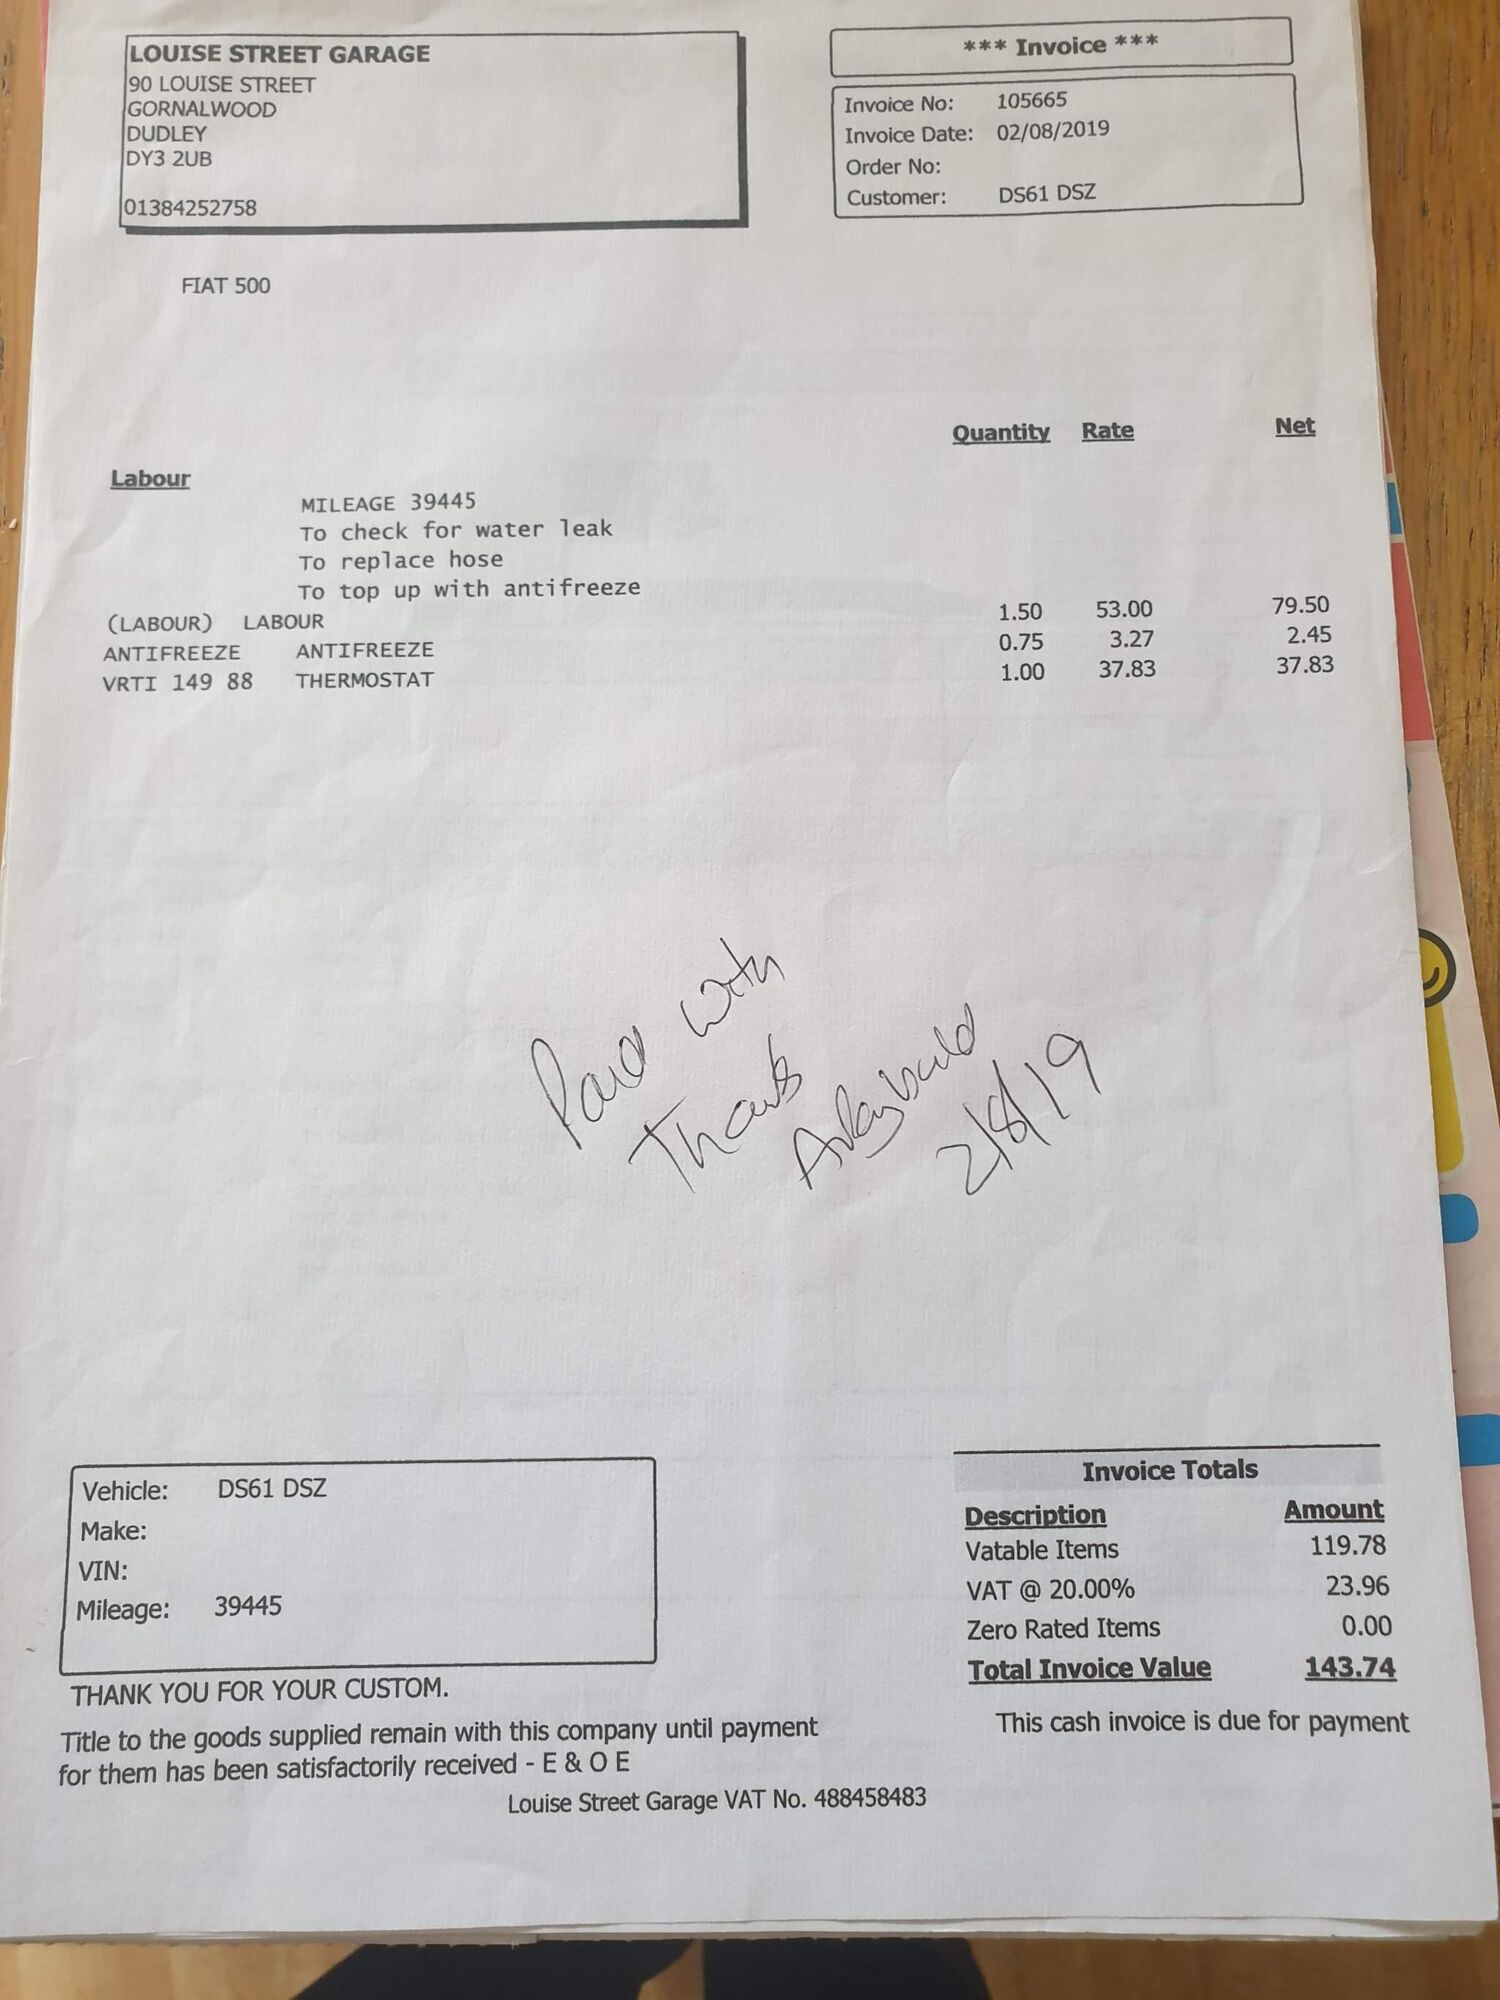 LOUISE STREET GARAGE
90 LOUISE STREET
GORNALWOOD
DUDLEY
DY3 2UB
01384252758
*** Invoice ***
Invoice No: 105665
Invoice Date: 02/08/2019
Order No:
Customer: DS61 DSZ
FIAT 500
Quantity Rate Net
Labour
MILEAGE 39445
To check for water leak
To replace hose
To top up with antifreeze
(LABOUR) LABOUR 1.50 53.00 79.50
ANTIFREEZE ANTIFREEZE 0.75 3.27 2.45
VRTI 149 88 THERMOSTAT 1.00 37.83 37.83
Paid with
Thanks
2/8/19
Vehicle: DS61 DSZ
Make:
VIN:
Mileage: 39445
THANK YOU FOR YOUR CUSTOM.
Title to the goods supplied remain with this company until payment
for them has been satisfactorily received - E & O E
Louise Street Garage VAT No. 488458483
Invoice Totals
Description Amount
Vatable Items 119.78
VAT @ 20.00% 23.96
Zero Rated Items 0.00
Total Invoice Value 143.74
This cash invoice is due for payment